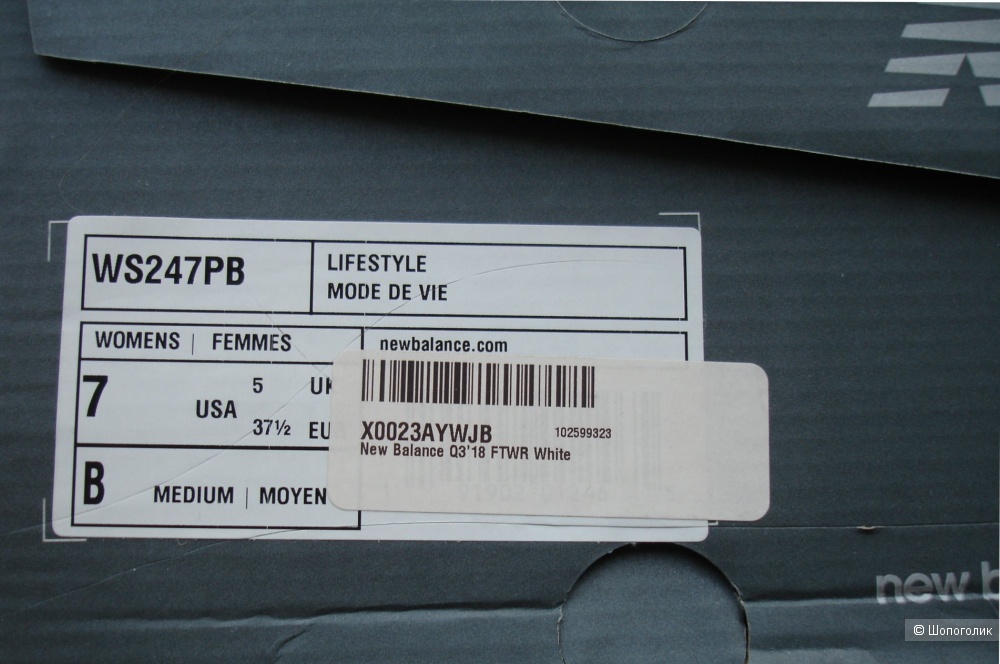 WS247PB
LIFESTYLE
MODE DE VIE
WOMENS | FEMMES
newbalance.com
7
USA
5 UK
37½ EU
B
MEDIUM | MOYEN
X0023AYWJB
102599323
New Balance Q3'18 FTWR White
new b
© Шопоголик